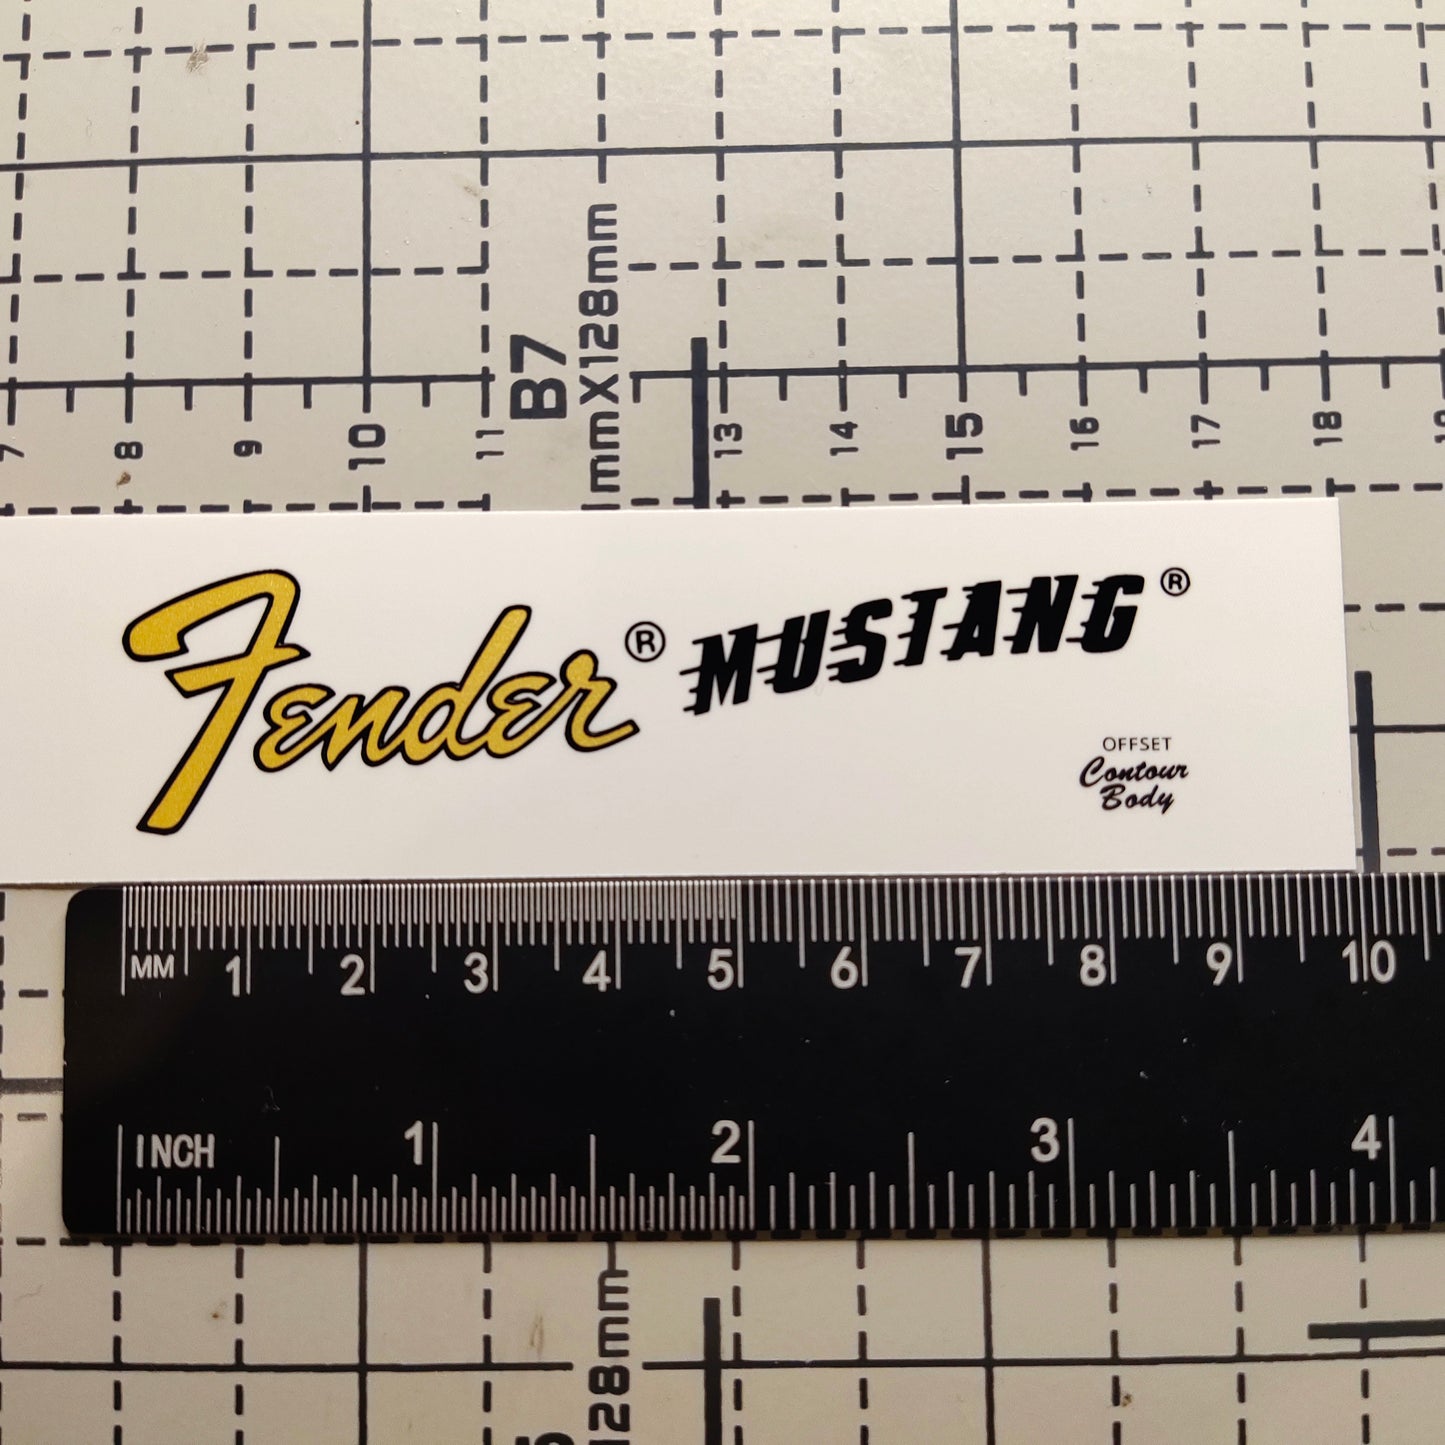 B7
mmX128mm
7 8 9 10 11 13 14 15 16 17 18
Fender® MUSTANG®
OFFSET
Contour
Body
MM 1 2 3 4 5 6 7 8 9 10
INCH 1 2 3 4
128mm